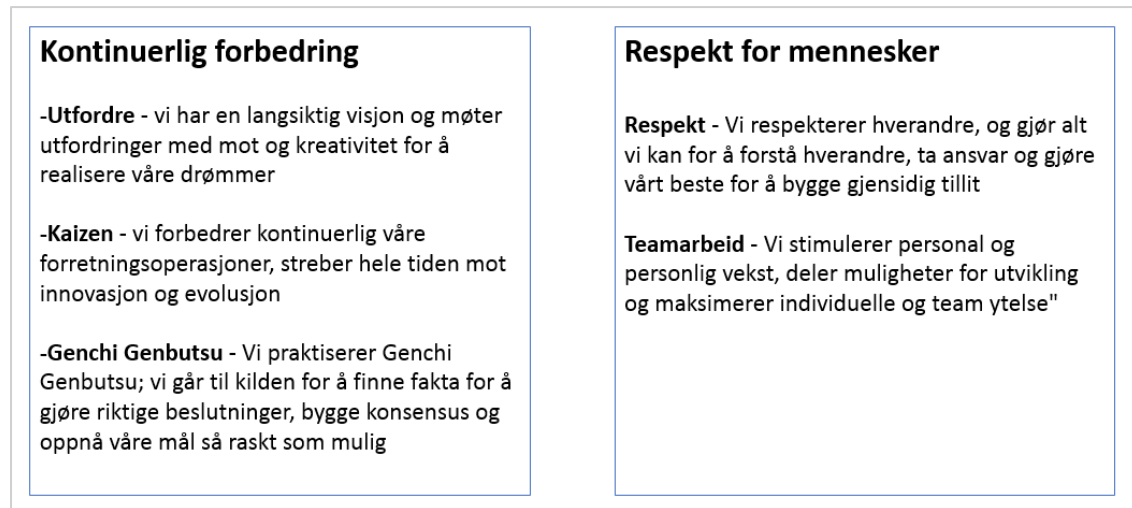 Kontinuerlig forbedring
-Utfordre - vi har en langsiktig visjon og møter
utfordringer med mot og kreativitet for å
realisere våre drømmer
-Kaizen - vi forbedrer kontinuerlig våre
forretningsoperasjoner, streber hele tiden mot
innovasjon og evolusjon
-Genchi Genbutsu - Vi praktiserer Genchi
Genbutsu; vi går til kilden for å finne fakta for å
gjøre riktige beslutninger, bygge konsensus og
oppnå våre mål så raskt som mulig
Respekt for mennesker
Respekt - Vi respekterer hverandre, og gjør alt
vi kan for å forstå hverandre, ta ansvar og gjøre
vårt beste for å bygge gjensidig tillit
Teamarbeid - Vi stimulerer personal og
personlig vekst, deler muligheter for utvikling
og maksimerer individuelle og team ytelse"